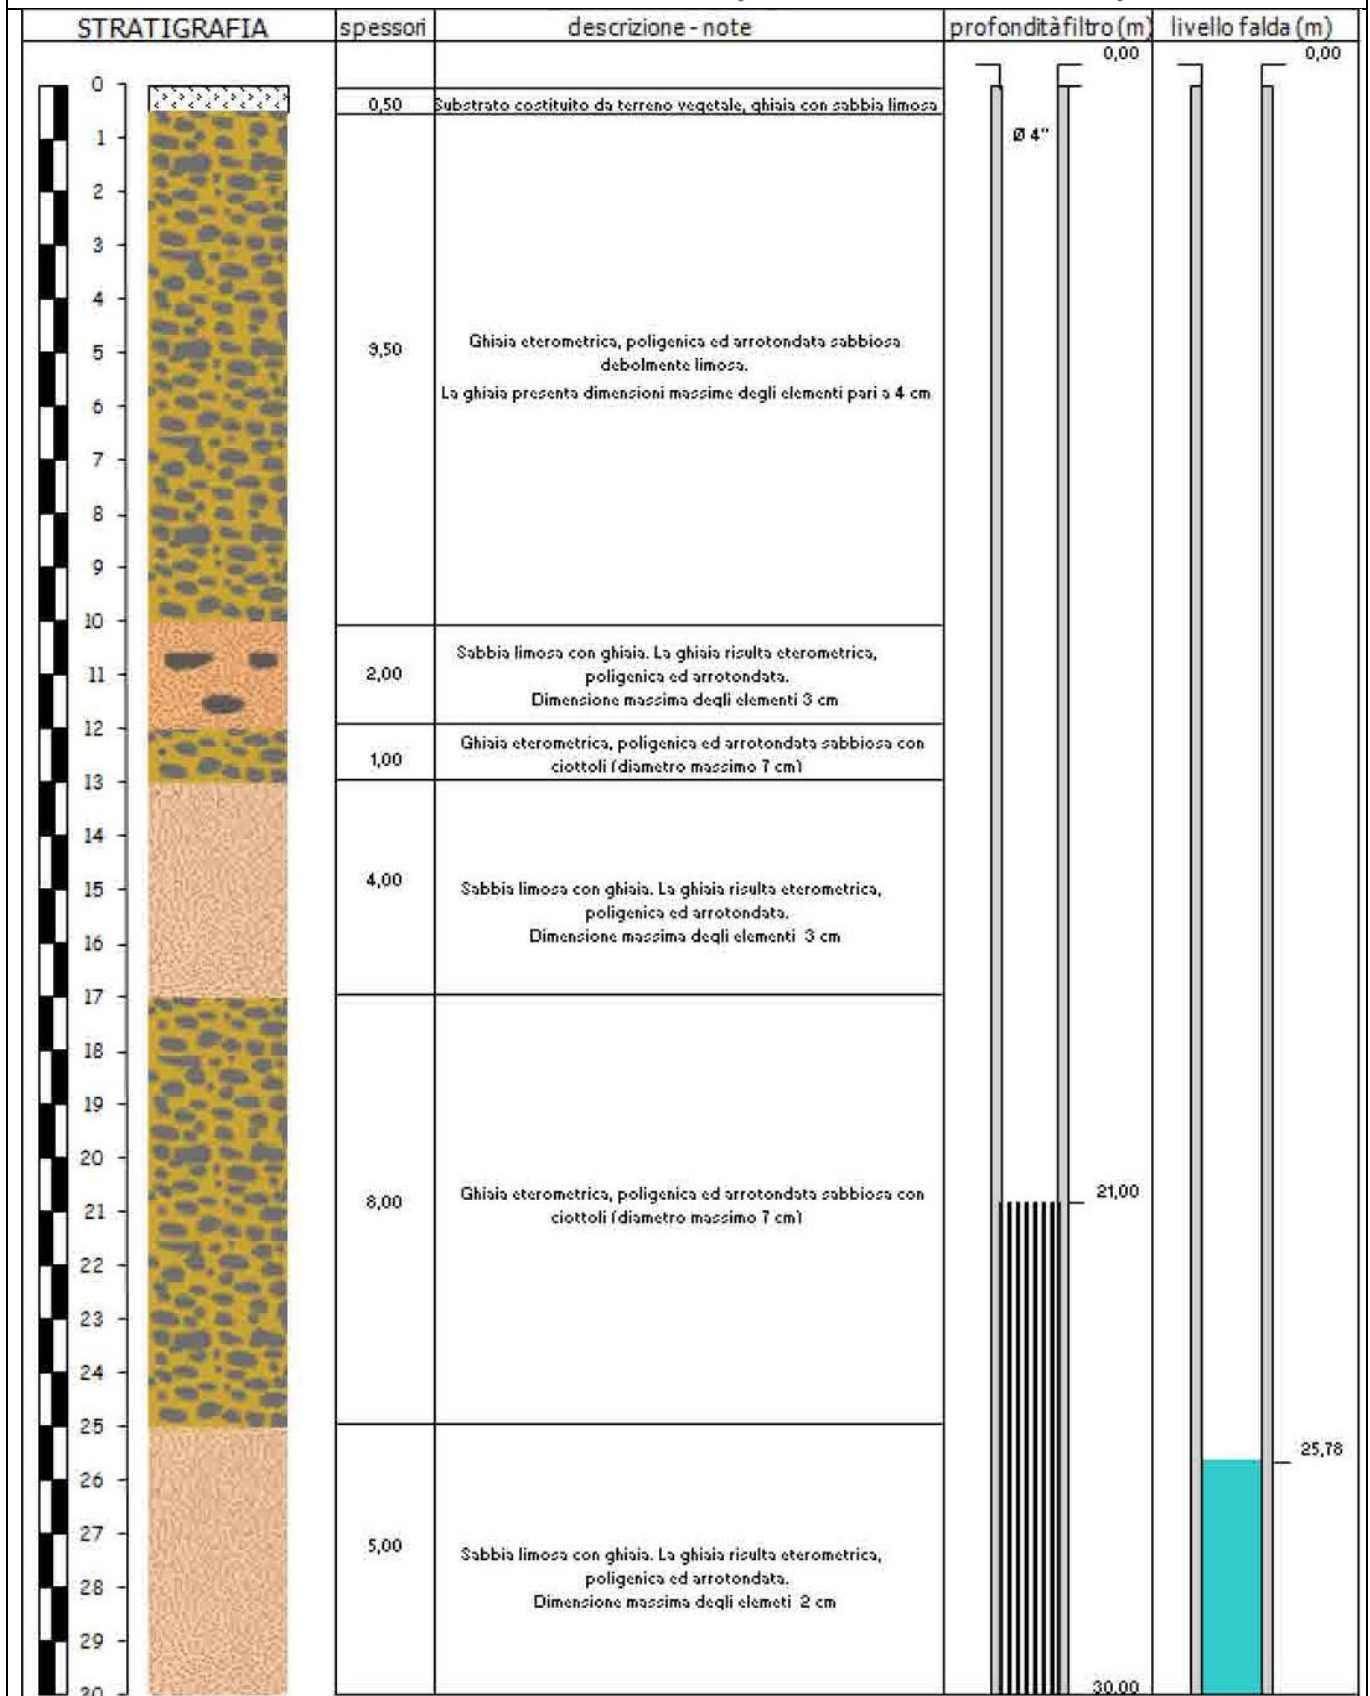 STRATIGRAFIA spessori descrizione - note profondità filtro (m) livello falda (m)
0,00 0,00
0
0,50 Substrato costituito da terreno vegetale, ghiaia con sabbia limosa
Ø 4"
1
2
3
4
9,50
Ghiaia eterometrica, poligenica ed arrotondata sabbiosa
debolmente limosa.
La ghiaia presenta dimensioni massime degli elementi pari a 4 cm
5
6
7
8
9
10
2,00
Sabbia limosa con ghiaia. La ghiaia risulta eterometrica,
poligenica ed arrotondata.
Dimensione massima degli elementi 3 cm
11
12
1,00
Ghiaia eterometrica, poligenica ed arrotondata sabbiosa con
ciottoli (diametro massimo 7 cm)
13
14
4,00
Sabbia limosa con ghiaia. La ghiaia risulta eterometrica,
poligenica ed arrotondata.
Dimensione massima degli elementi 3 cm
15
16
17
18
19
20
21,00
8,00
Ghiaia eterometrica, poligenica ed arrotondata sabbiosa con
ciottoli (diametro massimo 7 cm)
21
22
23
24
25
25,78
26
27
5,00
Sabbia limosa con ghiaia. La ghiaia risulta eterometrica,
poligenica ed arrotondata.
Dimensione massima degli elemeti 2 cm
28
29
30,00
30